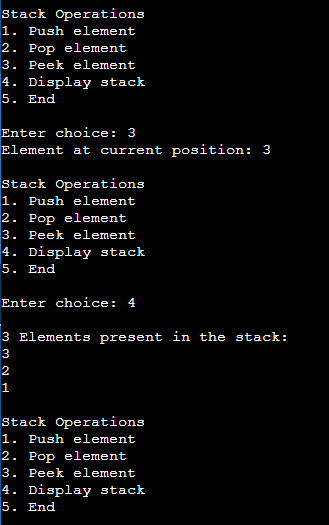 Stack Operations
1. Push element
2. Pop element
3. Peek element
4. Display stack
5. End
Enter choice: 3
Element at current position: 3
Stack Operations
1. Push element
2. Pop element
3. Peek element
4. Display stack
5. End
Enter choice: 4
3 Elements present in the stack:
3
2
1
Stack Operations
1. Push element
2. Pop element
3. Peek element
4. Display stack
5. End